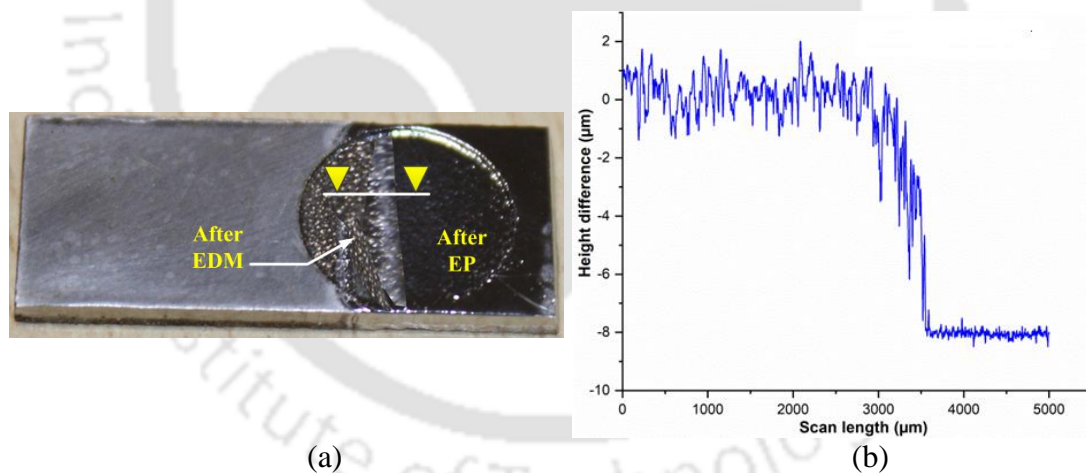 After
EDM
After
EP
2
0
-2
-4
-6
-8
-10
Height difference (µm)
0 1000 2000 3000 4000 5000
Scan length (µm)
(a) (b)